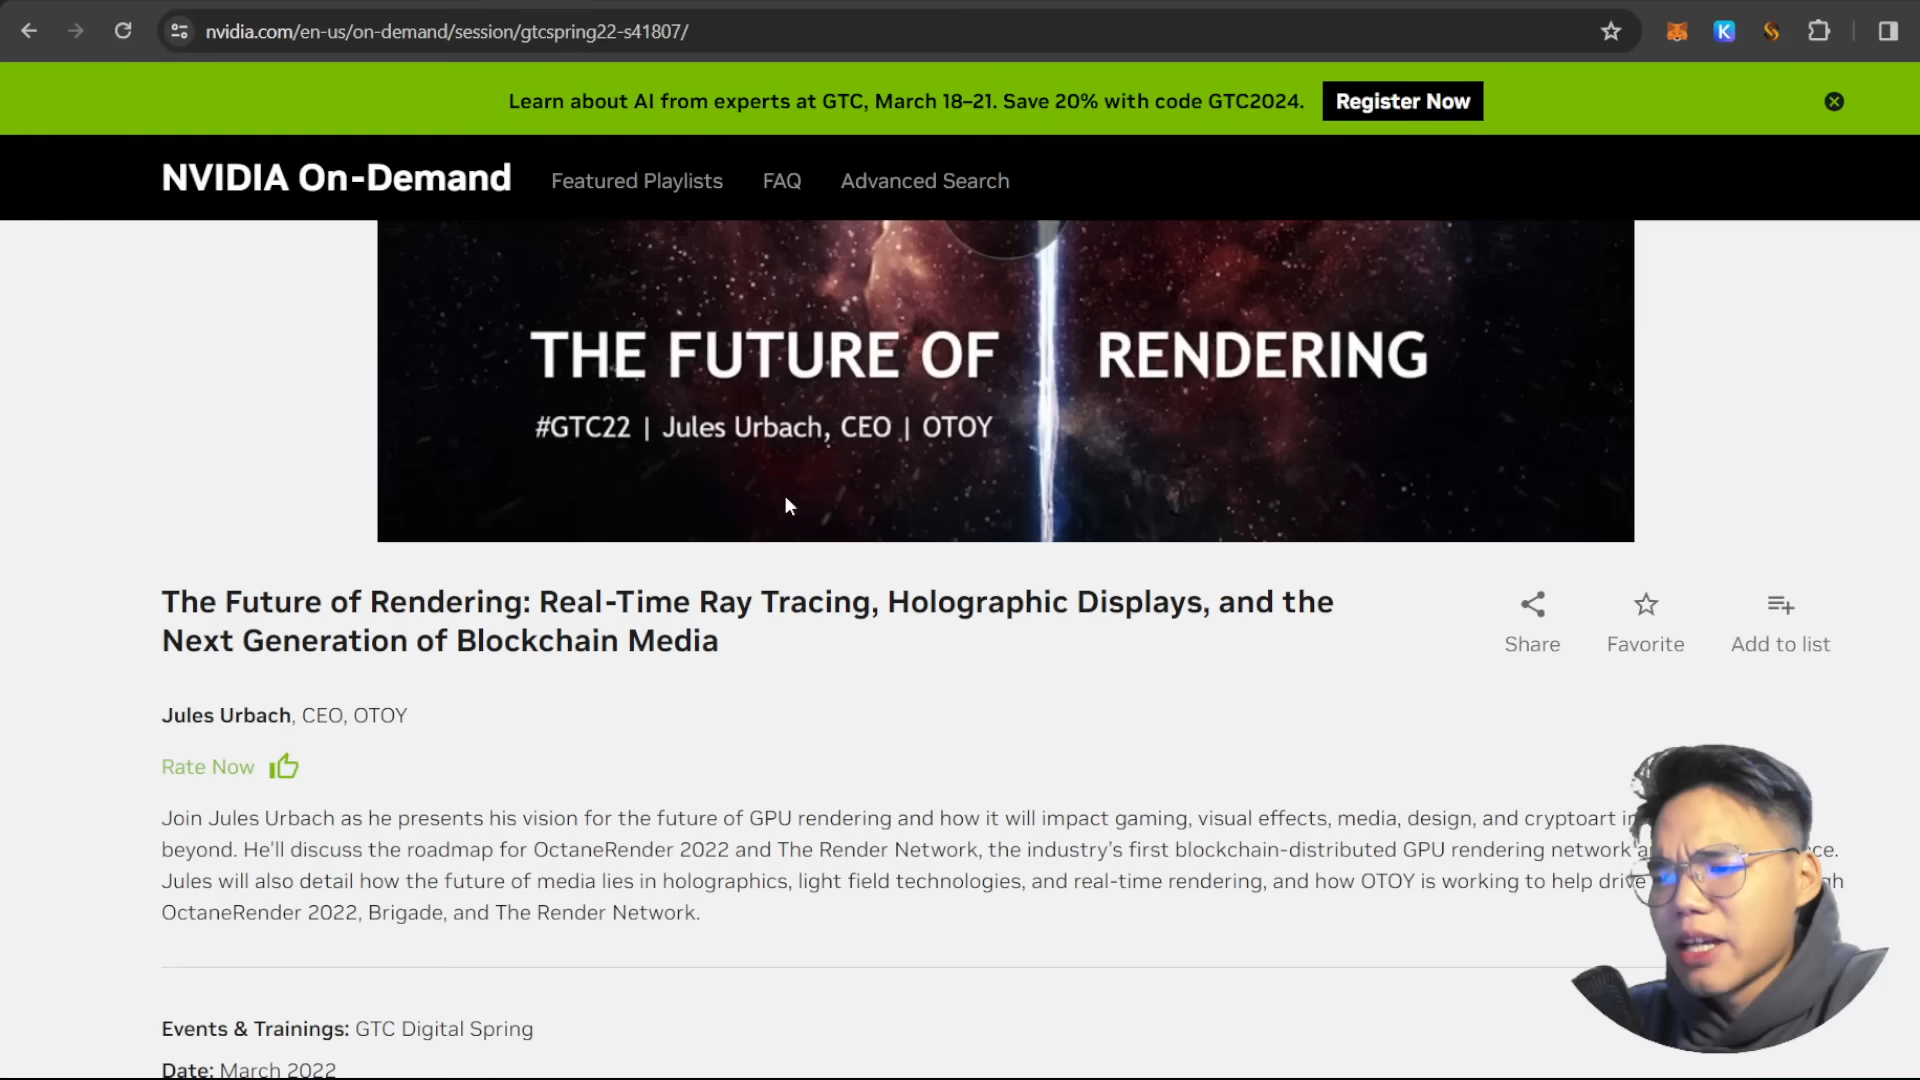 nvidia.com/en-us/on-demand/session/gtcspring22-s41807/
K
Learn about AI from experts at GTC, March 18–21. Save 20% with code GTC2024.
Register Now
NVIDIA On-Demand
Featured Playlists
FAQ
Advanced Search
THE FUTURE OF RENDERING
#GTC22 | Jules Urbach, CEO | OTOY
The Future of Rendering: Real-Time Ray Tracing, Holographic Displays, and the
Next Generation of Blockchain Media
Share
Favorite
Add to list
Jules Urbach, CEO, OTOY
Rate Now
Join Jules Urbach as he presents his vision for the future of GPU rendering and how it will impact gaming, visual effects, media, design, and cryptoart
beyond. He'll discuss the roadmap for OctaneRender 2022 and The Render Network, the industry's first blockchain-distributed GPU rendering network
Jules will also detail how the future of media lies in holographics, light field technologies, and real-time rendering, and how OTOY is working to help drive
OctaneRender 2022, Brigade, and The Render Network.
Events & Trainings: GTC Digital Spring
Date: March 2022